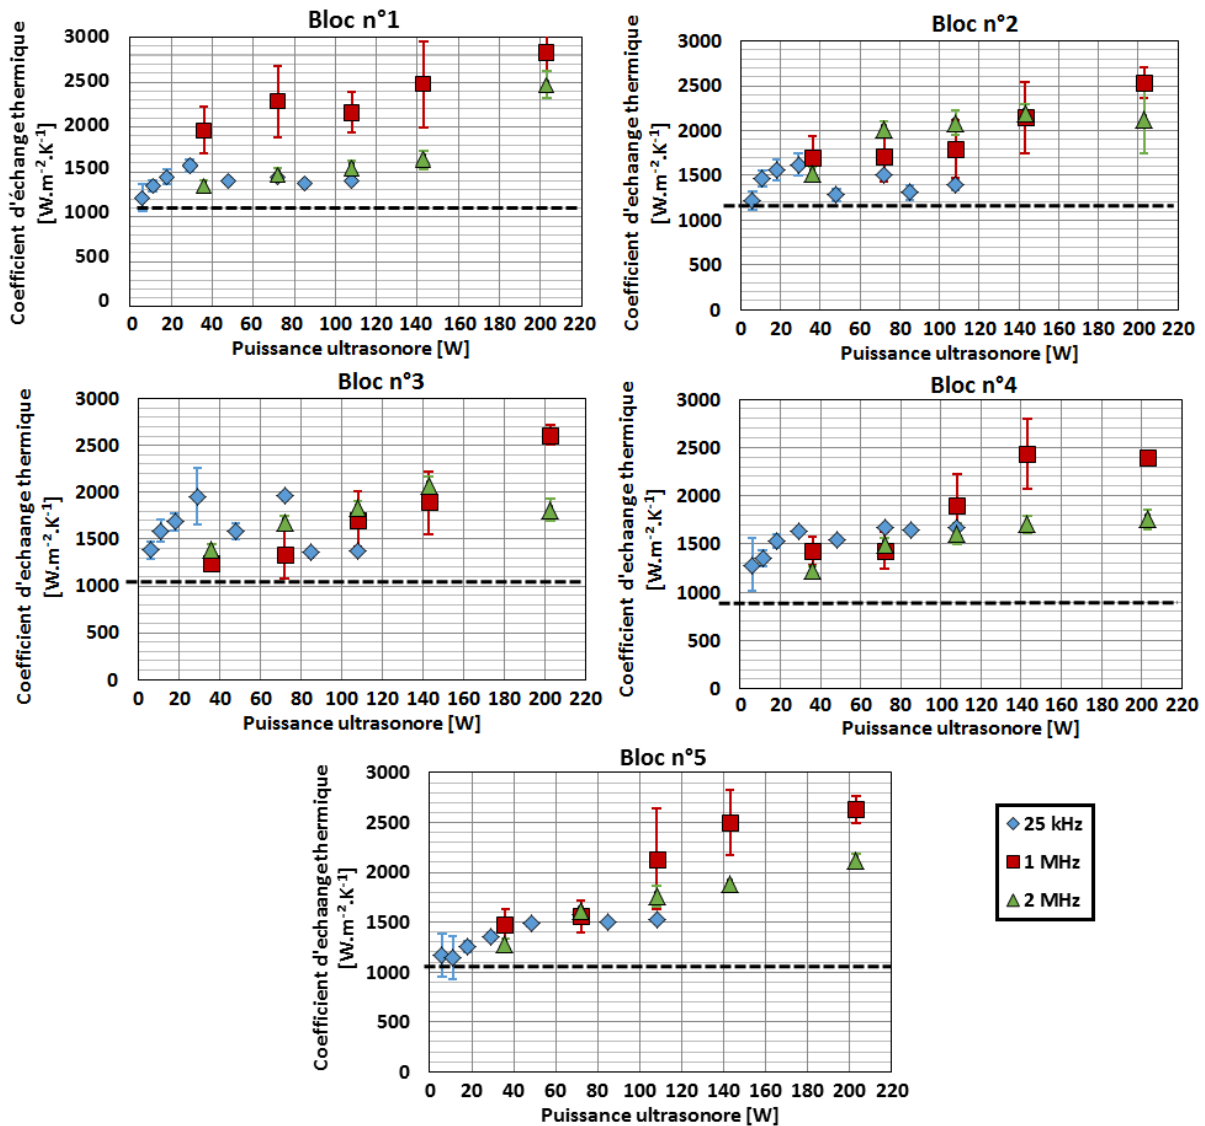 Bloc n°1
Coefficient d'échange thermique
[W.m-2.K-1]
3000
2500
2000
1500
1000
500
0
0 20 40 60 80 100 120 140 160 180 200 220
Puissance ultrasonore [W]
Bloc n°2
Coefficient d'echaange thermique
[W.m-2.K-1]
3000
2500
2000
1500
1000
500
0
0 20 40 60 80 100 120 140 160 180 200 220
Puissance ultrasonore [W]
Bloc n°3
Coefficient d'echaange thermique
[W.m-2.K-1]
3000
2500
2000
1500
1000
500
0
0 20 40 60 80 100 120 140 160 180 200 220
Puissance ultrasonore [W]
Bloc n°4
Coefficient d'echaange thermique
[W.m-2.K-1]
3000
2500
2000
1500
1000
500
0
0 20 40 60 80 100 120 140 160 180 200 220
Puissance ultrasonore [W]
Bloc n°5
Coefficient d'echaange thermique
[W.m-2.K-1]
3000
2500
2000
1500
1000
500
0
0 20 40 60 80 100 120 140 160 180 200 220
Puissance ultrasonore [W]
25 kHz
1 MHz
2 MHz